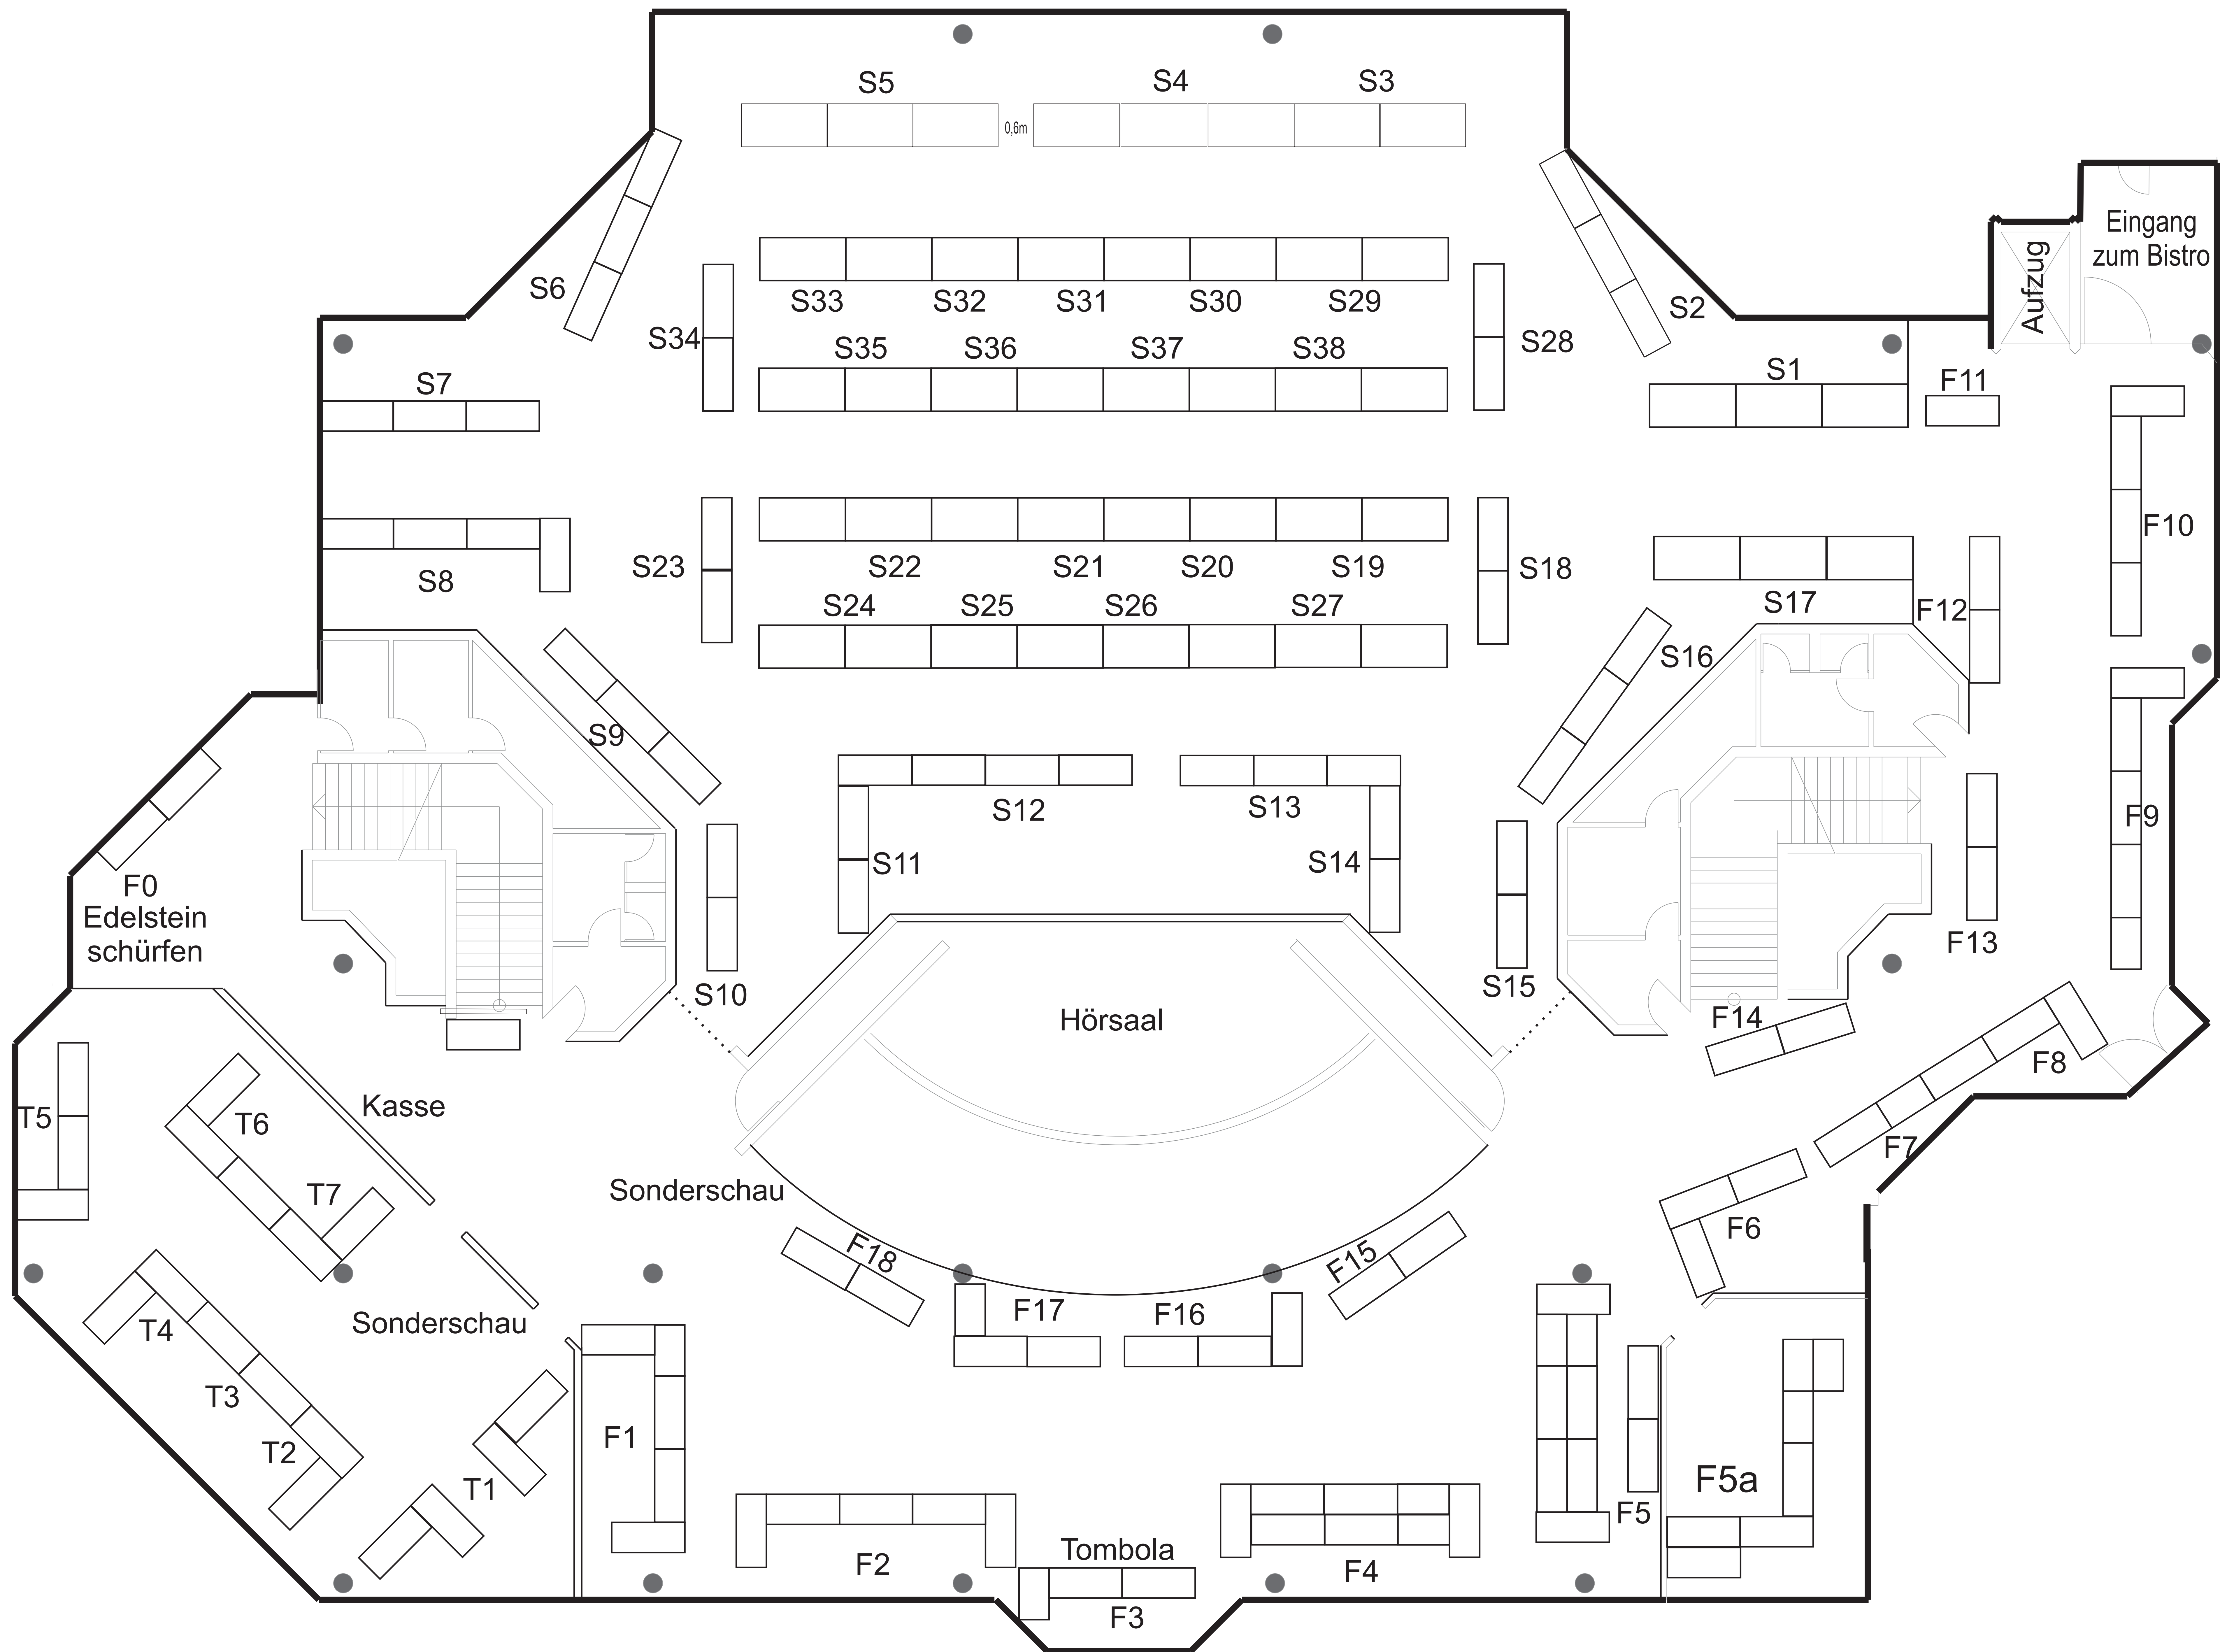 S5
S4
S3
0,6m
Eingang
zum Bistro
Aufzug
S6
S33
S32
S31
S30
S29
S2
S34
S28
S35
S36
S37
S38
S7
S1
F11
F10
S8
S23
S22
S21
S20
S19
S18
S24
S25
S26
S27
S17
F12
S16
S9
S12
S13
F9
S11
S14
F0
Edelstein
schürfen
F13
S10
S15
Hörsaal
F14
F8
Kasse
T5
T6
F7
T7
Sonderschau
F6
F18
F15
F17
F16
Sonderschau
T4
T3
T2
F1
T1
F5a
F5
Tombola
F2
F4
F3